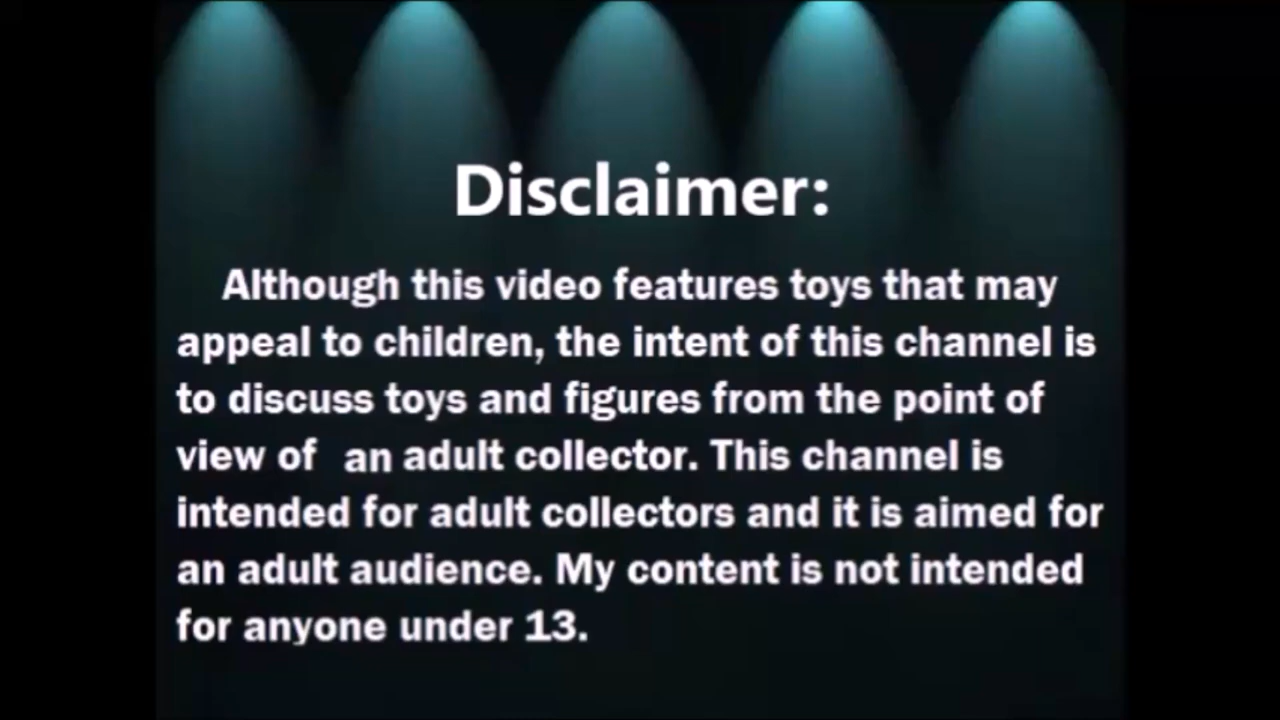 Disclaimer:
Although this video features toys that may
appeal to children, the intent of this channel is
to discuss toys and figures from the point of
view of an adult collector. This channel is
intended for adult collectors and it is aimed for
an adult audience. My content is not intended
for anyone under 13.